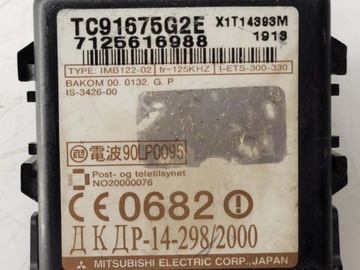 TC91675G2E X1T14393M
7125616988 1913
TYPE: IMB122-02 fr=125KHZ I-ETS-300-330
BAKOM 00. 0132. G. P
IS-3426-00
電波90LP0095
Post- og teletilsynet
NO20000076
CE 0682
ДКДР-14-298/2000
MITSUBISHI ELECTRIC CORP., JAPAN